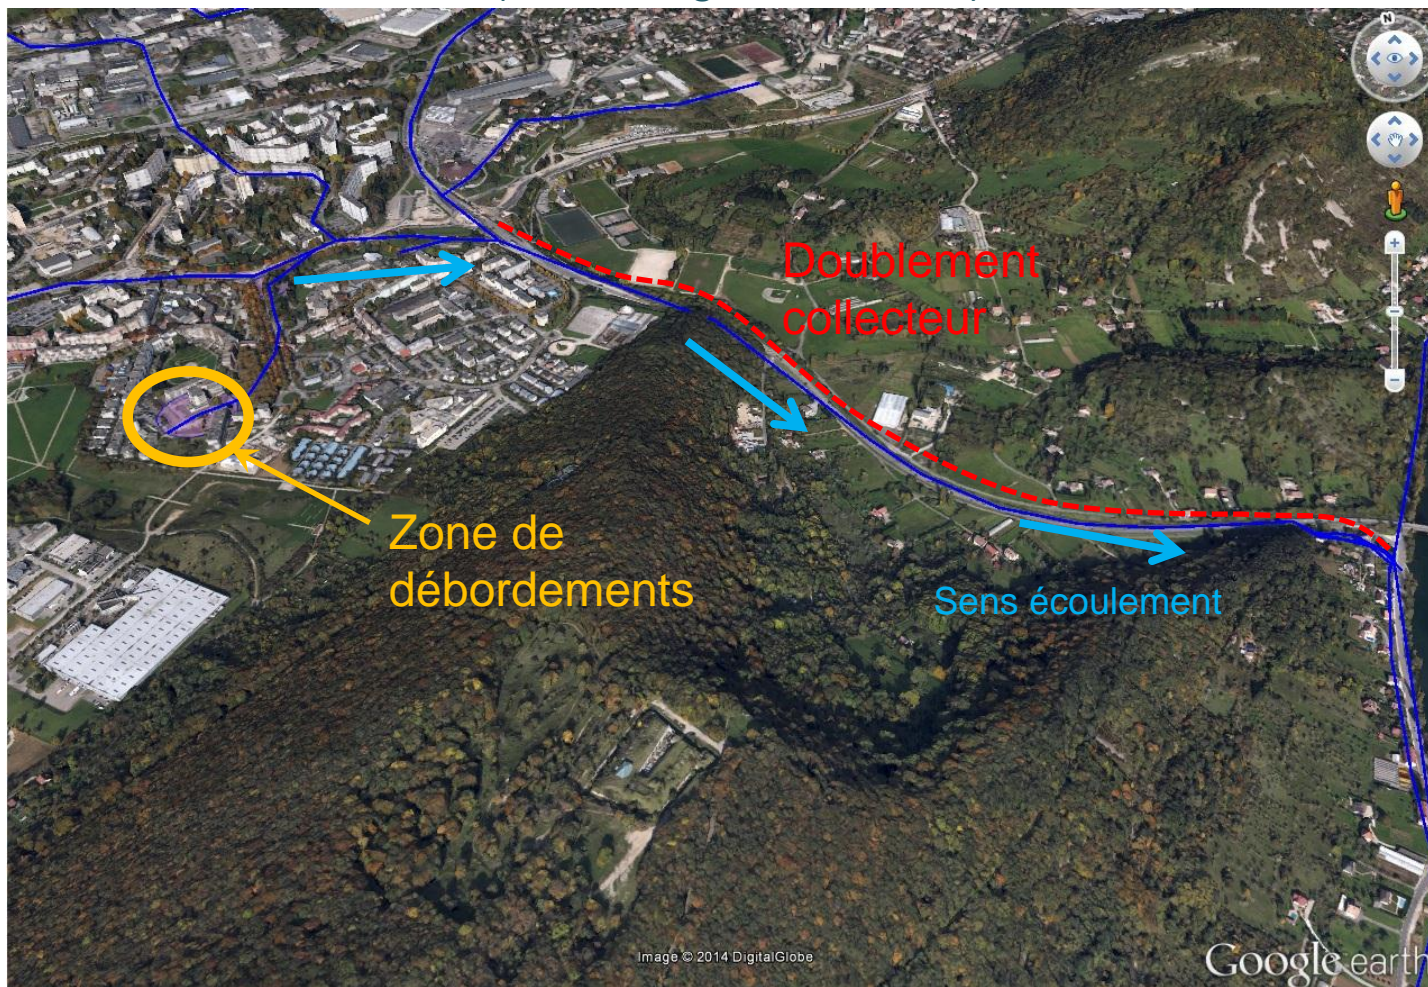 N
Doublement
collecteur
Zone de
débordements
Sens écoulement
Image © 2014 DigitalGlobe
Google earth